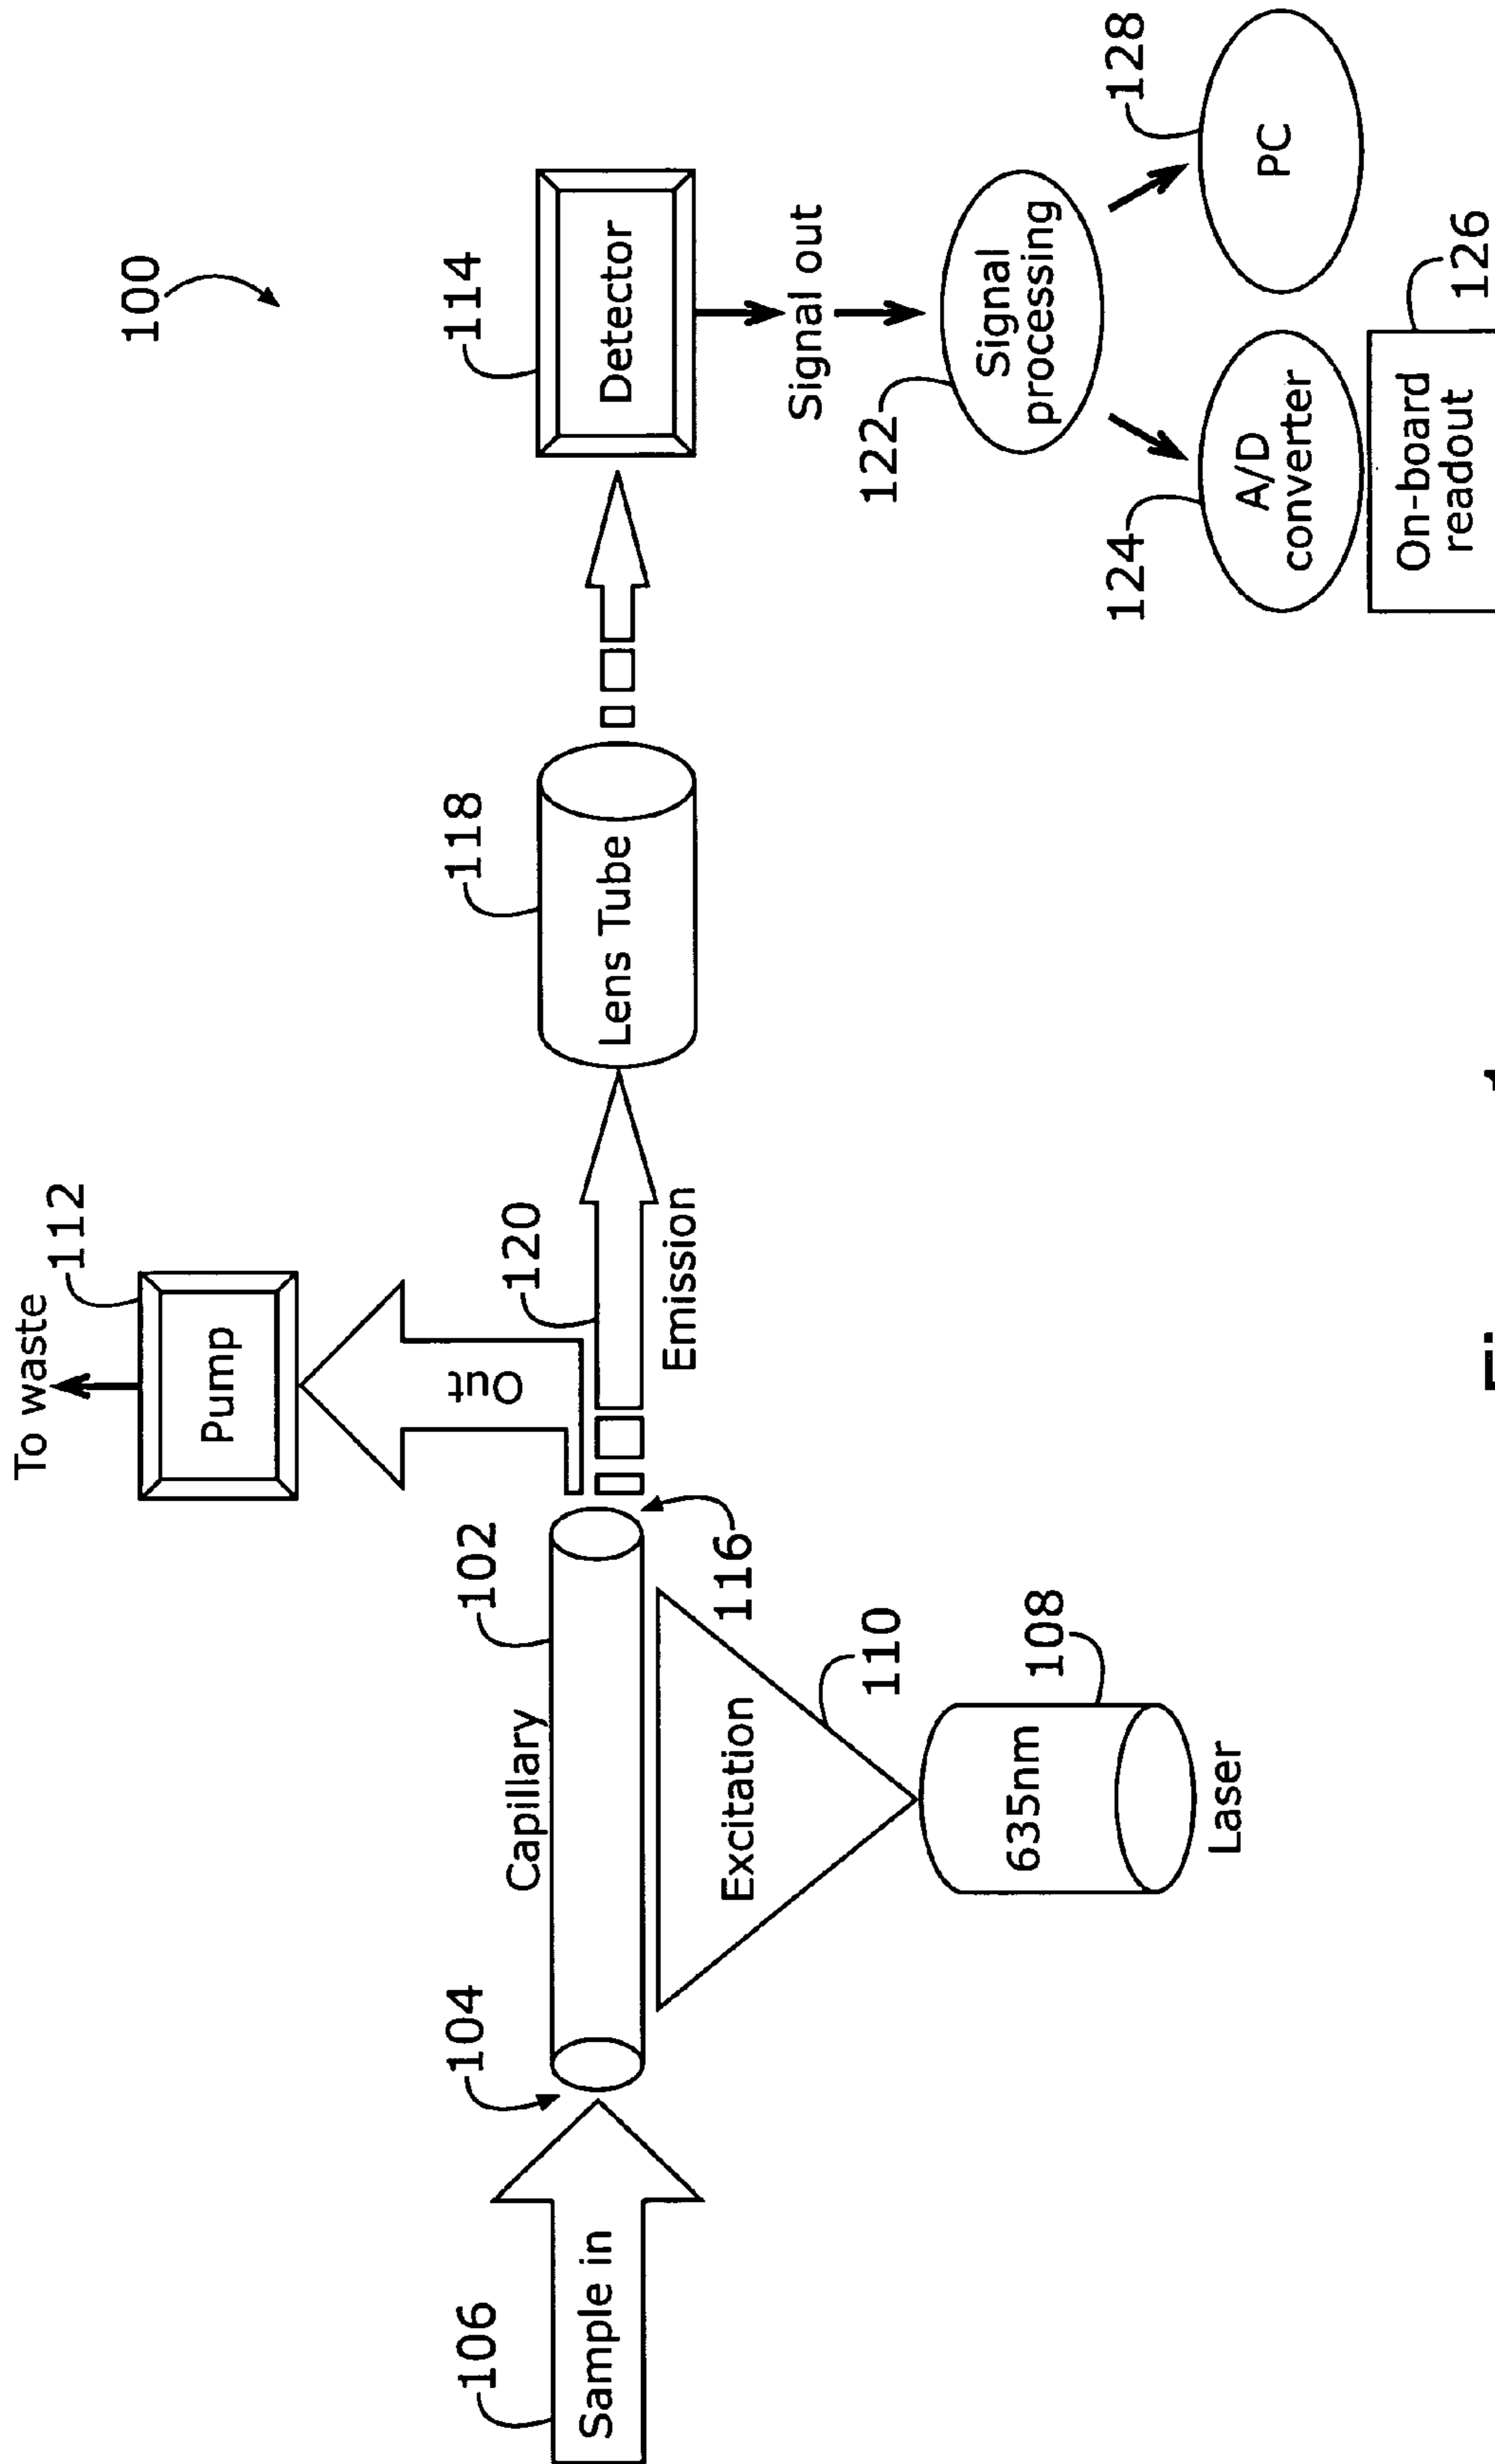 100
To waste
112
Pump
Out
120
Emission
118
Lens Tube
114
Detector
Signal out
122
Signal
processing
124
A/D
converter
On-board
readout
126
128
PC
106
Sample in
104
Capillary
102
116
Excitation
110
635nm
108
Laser